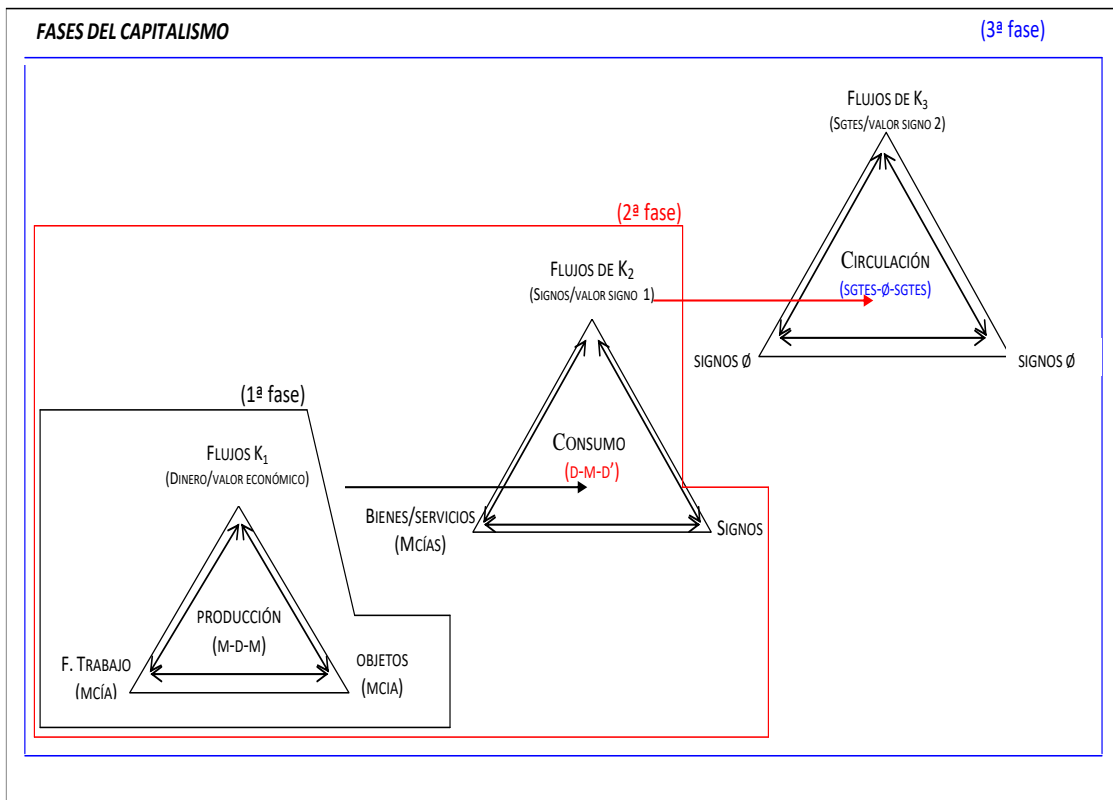 FASES DEL CAPITALISMO
(3ª fase)
FLUJOS DE K3
(SGTES/VALOR SIGNO 2)
CIRCULACIÓN
(SGTES-Ø-SGTES)
SIGNOS Ø
SIGNOS Ø
(2ª fase)
FLUJOS DE K2
(SIGNOS/VALOR SIGNO 1)
CONSUMO
(D-M-D’)
BIENES/SERVICIOS
(MCÍAS)
SIGNOS
(1ª fase)
FLUJOS K1
(DINERO/VALOR ECONÓMICO)
PRODUCCIÓN
(M-D-M)
F. TRABAJO
(MCÍA)
OBJETOS
(MCIA)